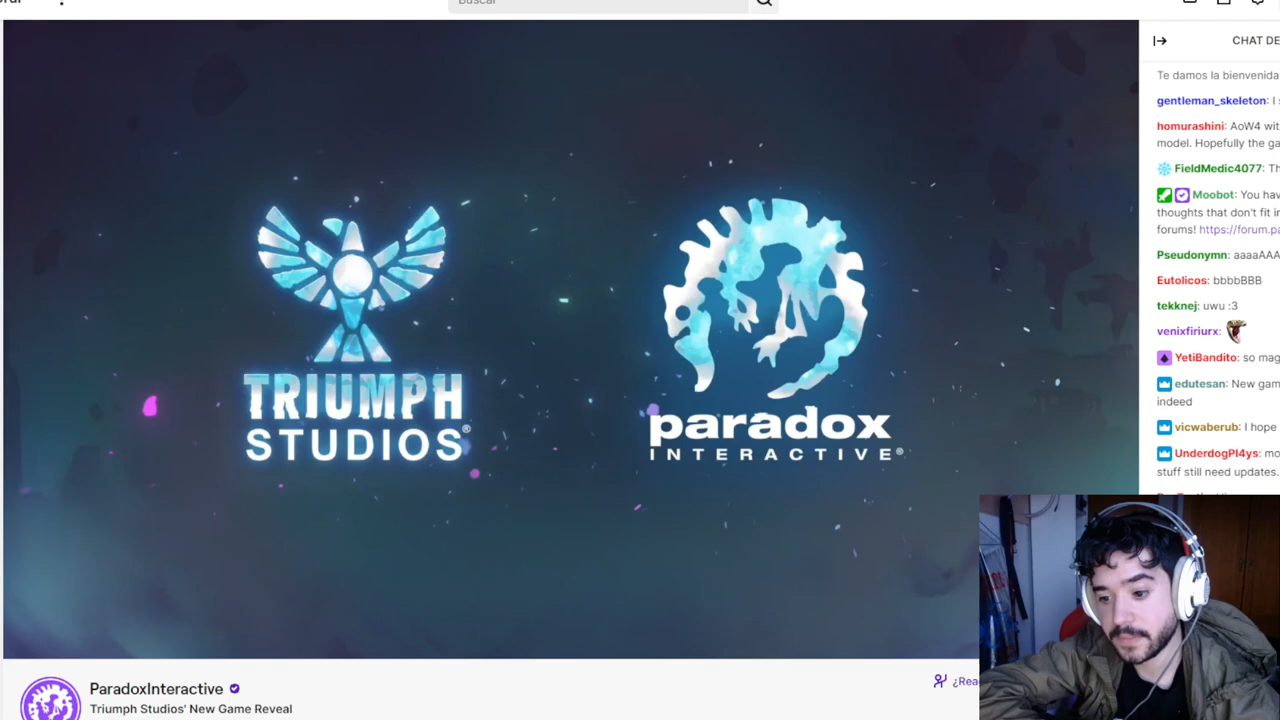 Buscar
CHAT DE
Te damos la bienvenida
gentleman_skeleton: I
homurashini: AoW4 wit
model. Hopefully the ga
FieldMedic4077: Th
Moobot: You hav
thoughts that don't fit in
forums! https://forum.pa
Pseudonymn: aaaaAAA
Eutolicos: bbbbBBB
tekknej: uwu :3
venixfiriurx:
YetiBandito: so mag
edutesan: New gam
indeed
vicwaberub: I hope
UnderdogPl4ys: mo
stuff still need updates.
TRIUMPH
STUDIOS®
paradox
INTERACTIVE®
ParadoxInteractive
Triumph Studios' New Game Reveal
¿Rea